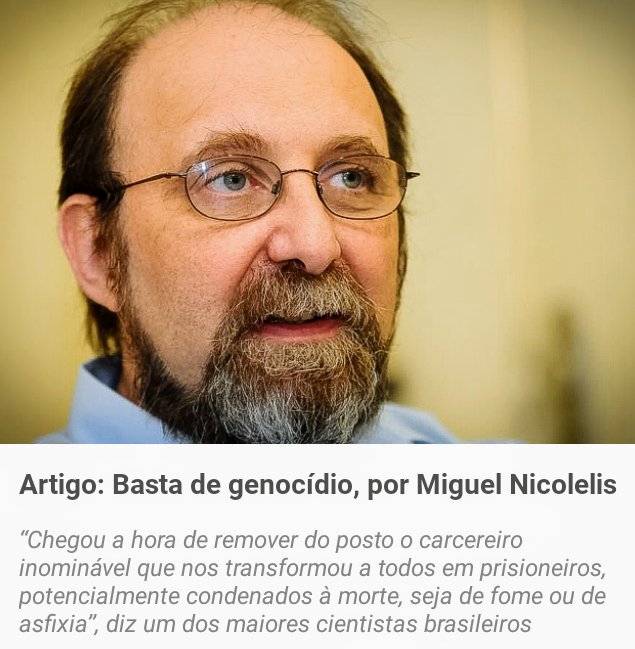 Artigo: Basta de genocídio, por Miguel Nicolelis
“Chegou a hora de remover do posto o carcereiro
inominável que nos transformou a todos em prisioneiros,
potencialmente condenados à morte, seja de fome ou de
asfixia”, diz um dos maiores cientistas brasileiros